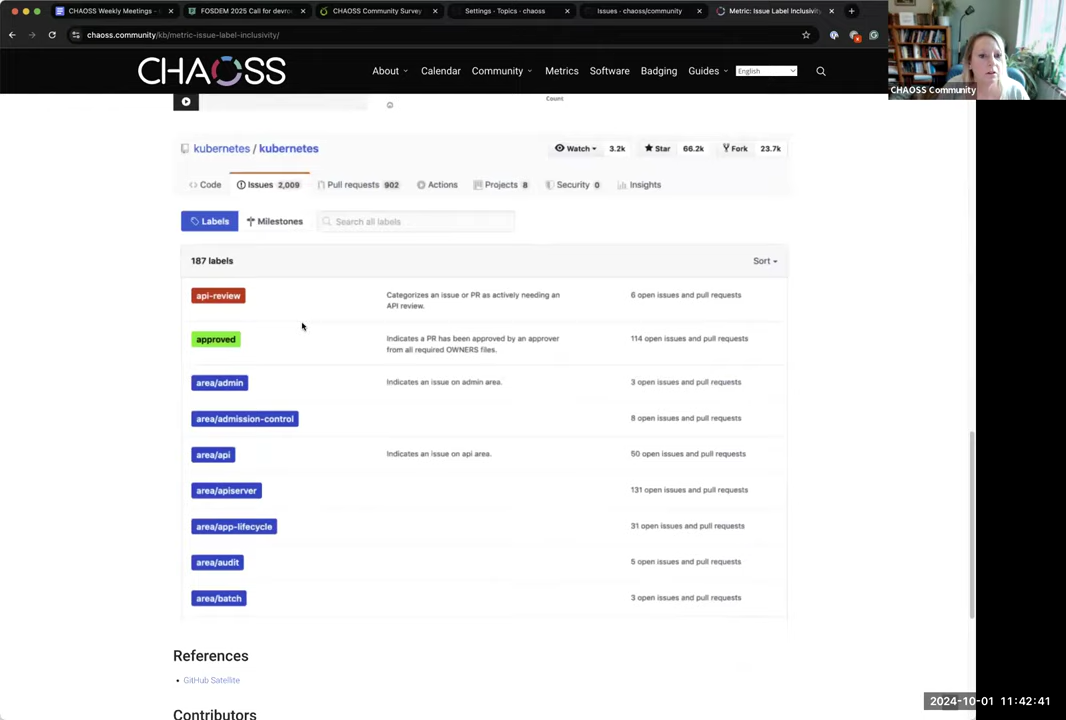 CHAOSS Weekly Meetings -
FOSDEM 2025 Call for devroo
CHAOSS Community Survey
Settings · Topics · chaoss
Issues · chaoss/community
Metric: Issue Label Inclusivity
chaoss.community/kb/metric-issue-label-inclusivity/
CHAOSS
About
Calendar
Community
Metrics
Software
Badging
Guides
English
CHAOSS Community
Count
kubernetes / kubernetes
Watch 3.2k
Star 66.2k
Fork 23.7k
<> Code
Issues 2,009
Pull requests 902
Actions
Projects 8
Security 0
Insights
Labels
Milestones
Search all labels
187 labels
Sort
api-review
Categorizes an issue or PR as actively needing an
API review.
6 open issues and pull requests
approved
Indicates a PR has been approved by an approver
from all required OWNERS files.
114 open issues and pull requests
area/admin
Indicates an issue on admin area.
3 open issues and pull requests
area/admission-control
8 open issues and pull requests
area/api
Indicates an issue on api area.
50 open issues and pull requests
area/apiserver
131 open issues and pull requests
area/app-lifecycle
31 open issues and pull requests
area/audit
5 open issues and pull requests
area/batch
3 open issues and pull requests
References
• GitHub Satellite
Contributors
2024-10-01 11:42:41